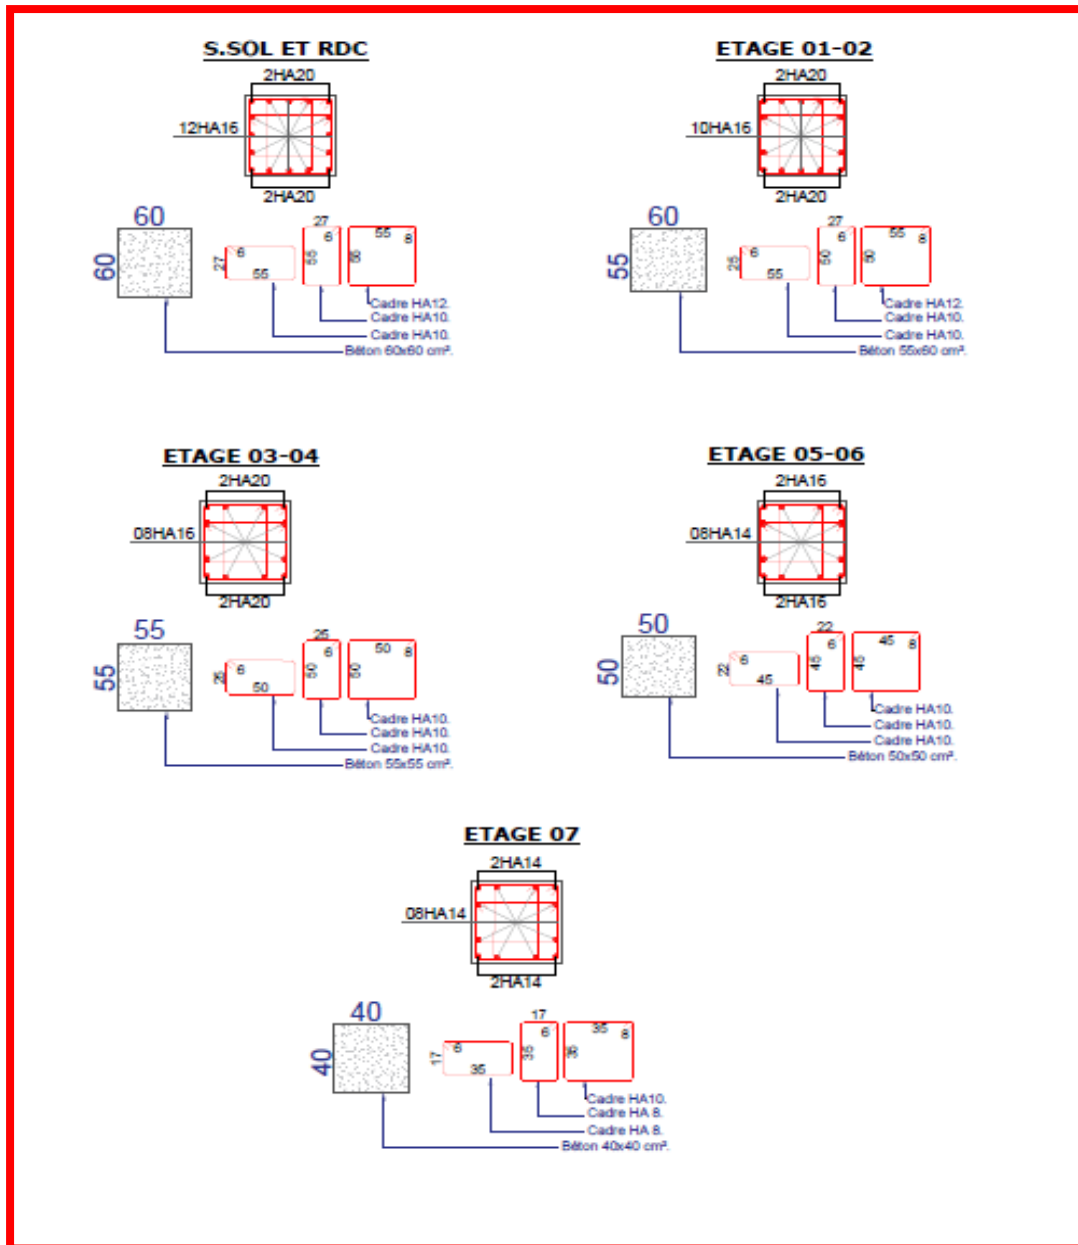 S.SOL ET RDC
2HA20
12HA16
2HA20
60
60
27
6
55
27
6
55
55
8
55
Cadre HA12.
Cadre HA10.
Cadre HA10.
Béton 60x60 cm².
ETAGE 01-02
2HA20
10HA16
2HA20
60
55
25
6
55
27
6
50
55
8
50
Cadre HA12.
Cadre HA10.
Cadre HA10.
Béton 55x60 cm².
ETAGE 03-04
2HA20
08HA16
2HA20
55
55
25
6
50
25
6
50
50
8
50
Cadre HA10.
Cadre HA10.
Cadre HA10.
Béton 55x55 cm².
ETAGE 05-06
2HA16
08HA14
2HA16
50
50
22
6
45
22
6
45
45
8
45
Cadre HA10.
Cadre HA10.
Cadre HA10.
Béton 50x50 cm².
ETAGE 07
2HA14
08HA14
2HA14
40
40
17
6
35
17
6
35
35
8
35
Cadre HA10.
Cadre HA 8.
Cadre HA 8.
Béton 40x40 cm².